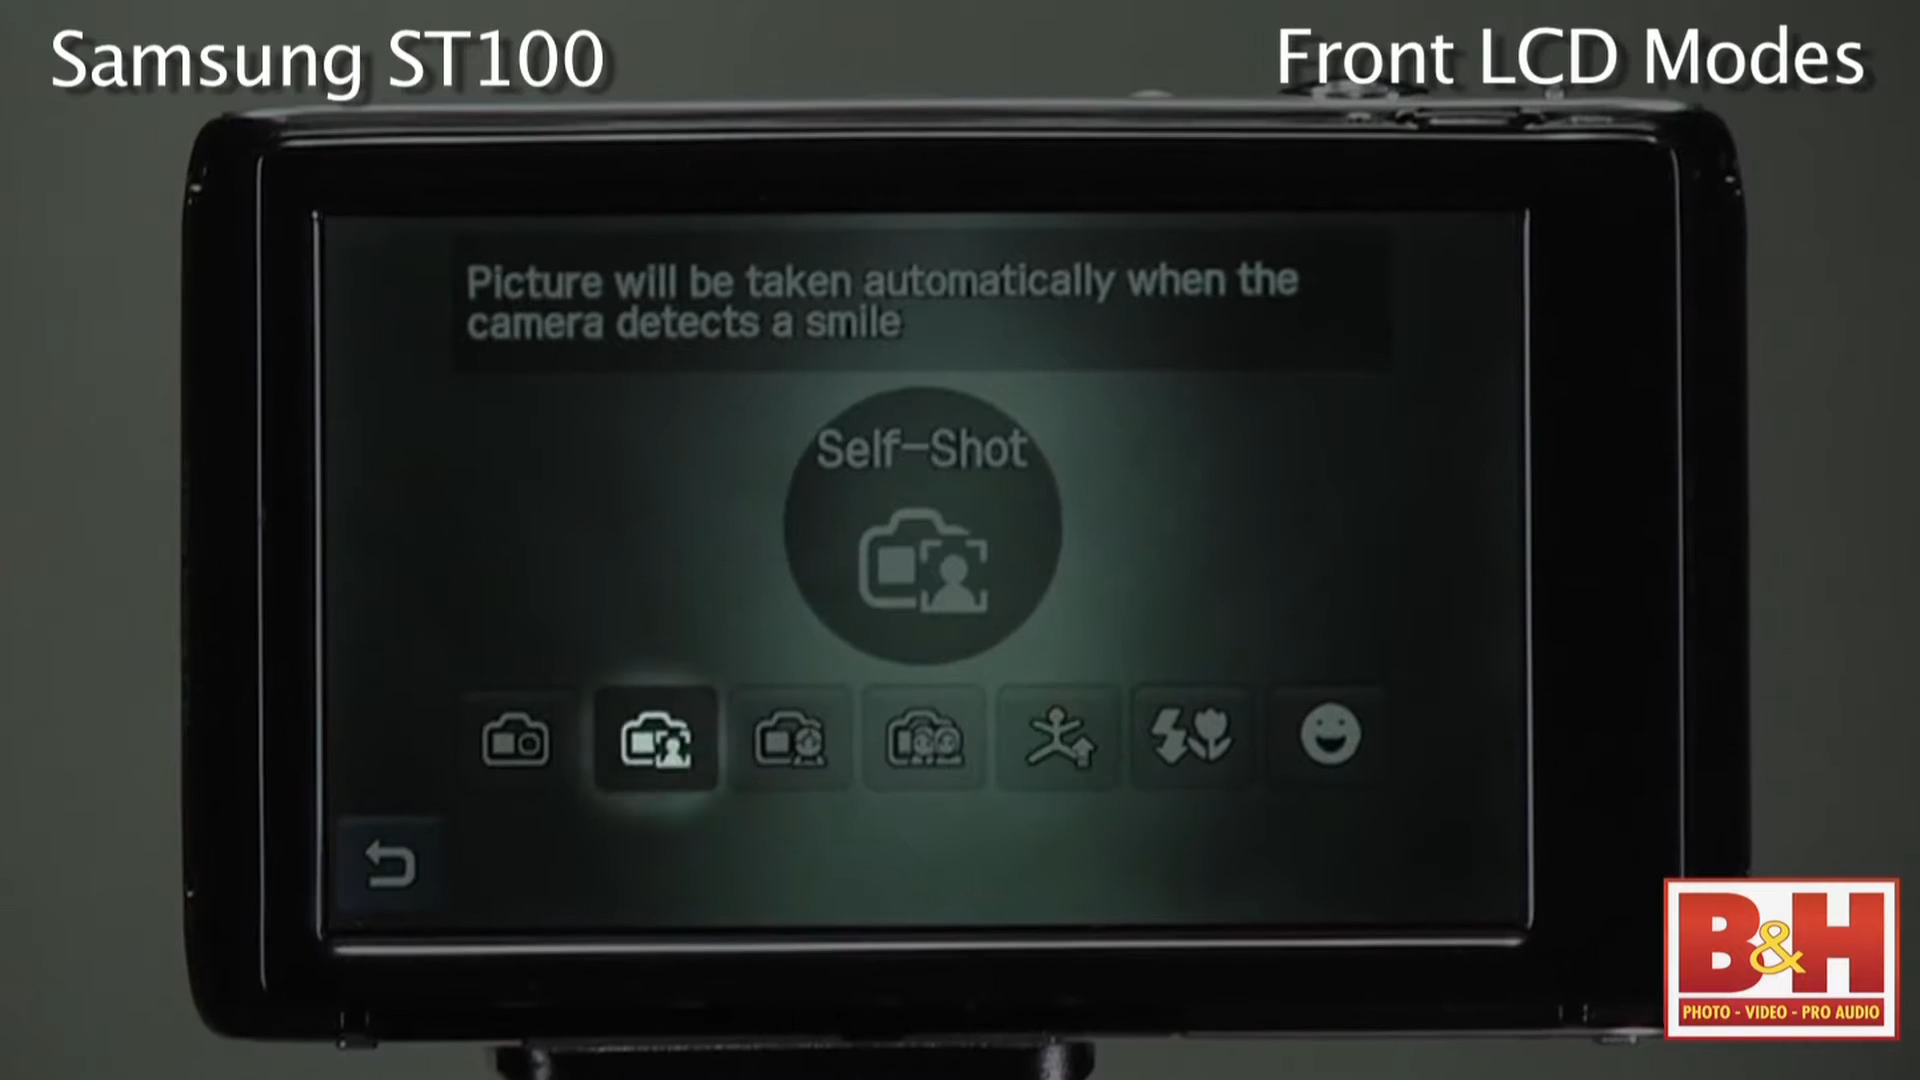 Samsung ST100
Front LCD Modes
Picture will be taken automatically when the
camera detects a smile
Self-Shot
B&H
PHOTO - VIDEO - PRO AUDIO